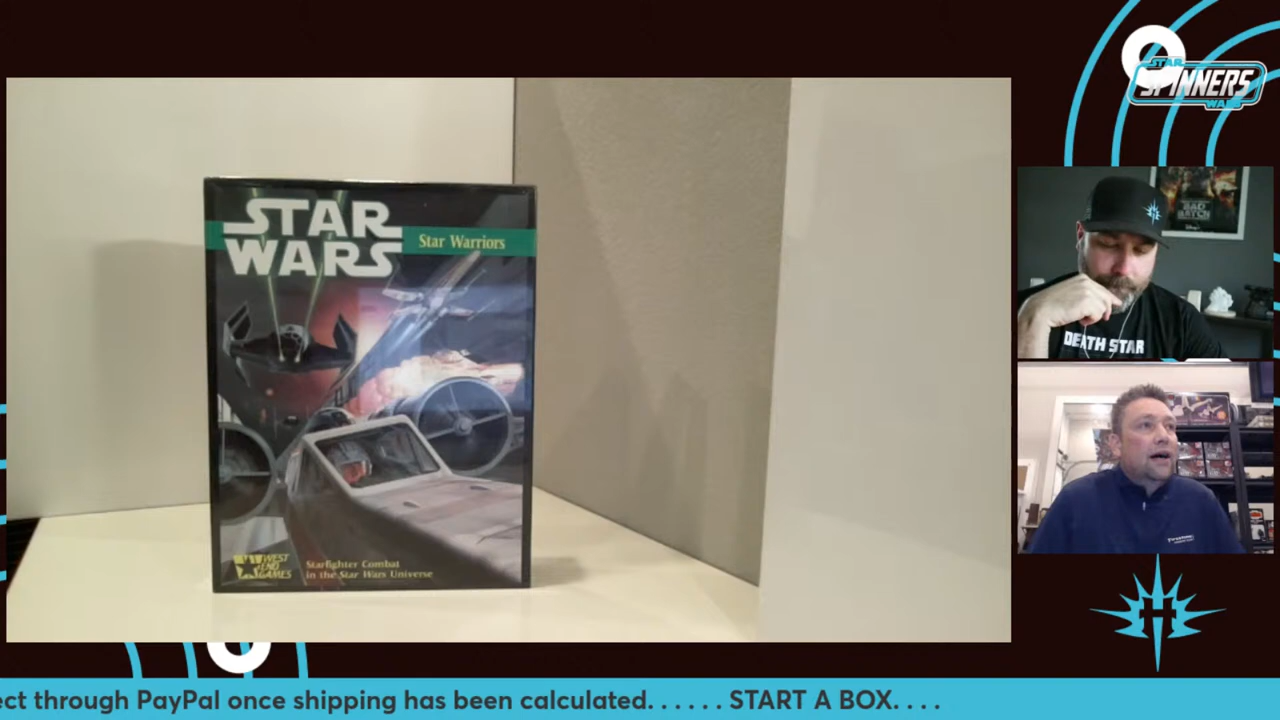 STAR
SPINNERS
WARS
STAR
WARS
Star Warriors
WEST
END
GAMES
Starfighter Combat
in the Star Wars Universe
BAD
BATCH
DEATH STAR
ect through PayPal once shipping has been calculated. . . . . . START A BOX. . . .